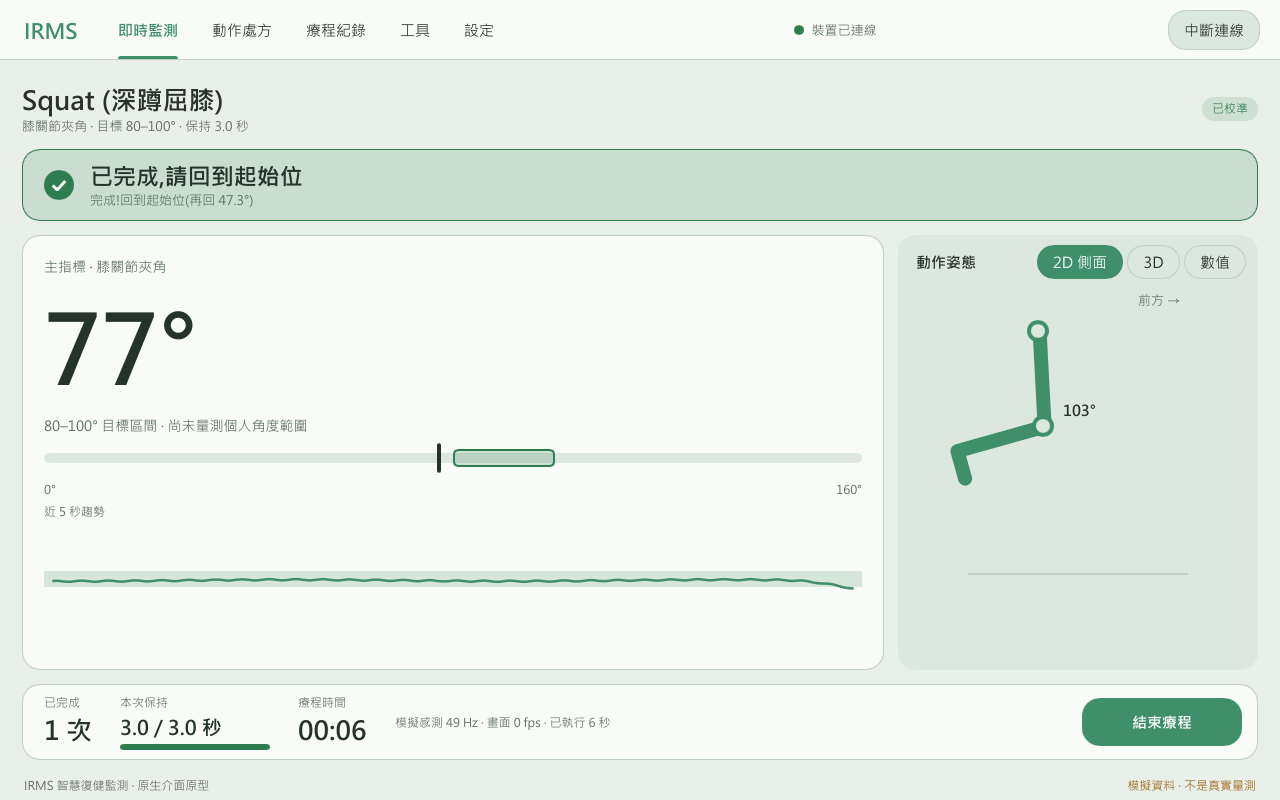 IRMS 即時監測 動作處方 療程紀錄 工具 設定 裝置已連線 中斷連線
Squat (深蹲屈膝)
膝關節夾角 · 目標 80–100° · 保持 3.0 秒
已校準
已完成,請回到起始位
完成!回到起始位(再回 47.3°)
主指標 · 膝關節夾角
77°
80–100° 目標區間 · 尚未量測個人角度範圍
0° 160°
近 5 秒趨勢
動作姿態 2D 側面 3D 數值
前方 →
103°
已完成
1 次
本次保持
3.0 / 3.0 秒
療程時間
00:06
模擬感測 49 Hz · 畫面 0 fps · 已執行 6 秒
結束療程
IRMS 智慧復健監測 · 原生介面原型
模擬資料 · 不是真實量測